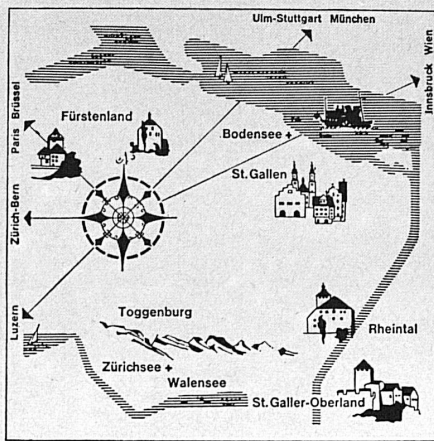 Ulm-Stuttgart München
Innsbruck Wien
Paris Brüssel
Fürstenland
Bodensee +
St. Gallen
Zürich-Bern
Luzern
Toggenburg
Rheintal
Zürichsee +
Walensee
St. Galler-Oberland